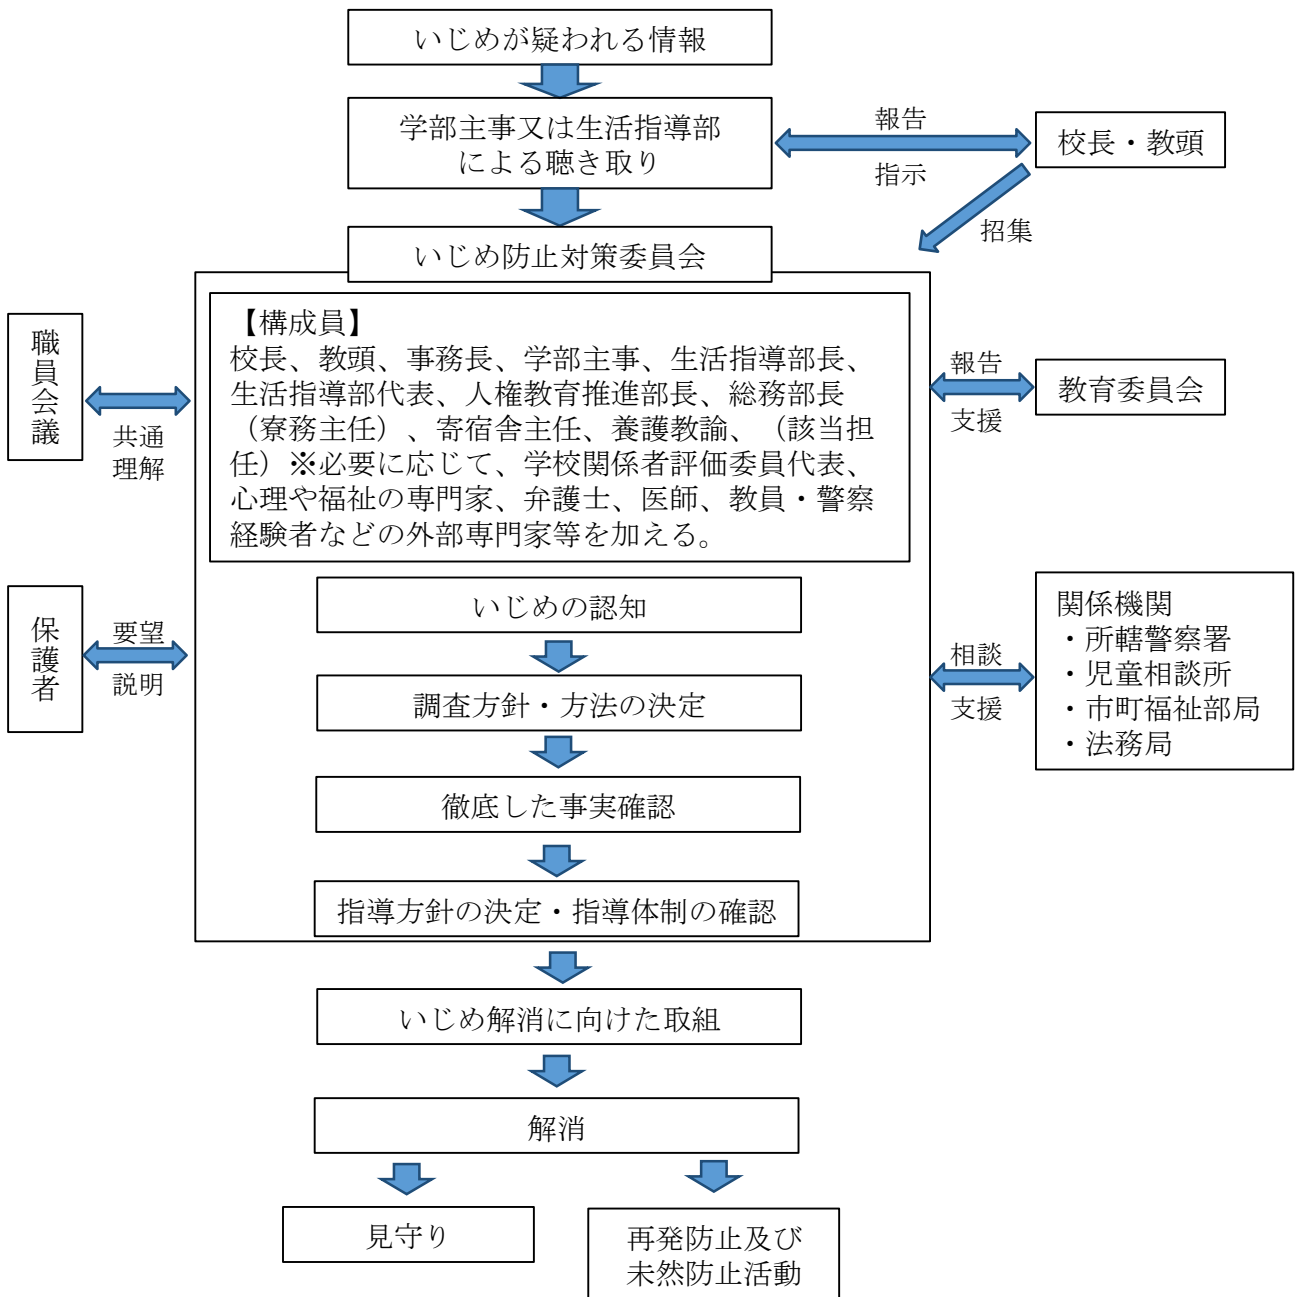 いじめが疑われる情報
学部主事又は生活指導部
による聴き取り
報告
指示
校長・教頭
招集
いじめ防止対策委員会
【構成員】
校長、教頭、事務長、学部主事、生活指導部長、
生活指導部代表、人権教育推進部長、総務部長
（寮務主任）、寄宿舎主任、養護教諭、（該当担
任）※必要に応じて、学校関係者評価委員代表、
心理や福祉の専門家、弁護士、医師、教員・警察
経験者などの外部専門家等を加える。
職員会議
共通
理解
報告
支援
教育委員会
保護者
要望
説明
相談
支援
関係機関
・所轄警察署
・児童相談所
・市町福祉部局
・法務局
いじめの認知
調査方針・方法の決定
徹底した事実確認
指導方針の決定・指導体制の確認
いじめ解消に向けた取組
解消
見守り
再発防止及び
未然防止活動